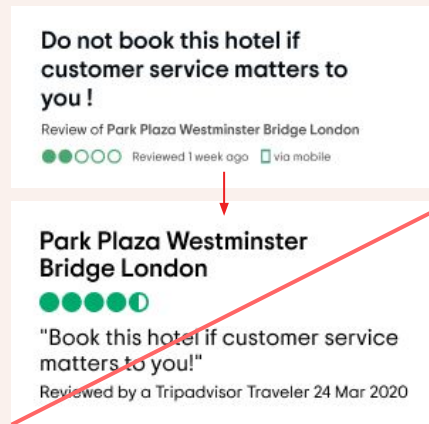 Do not book this hotel if
customer service matters to
you !
Review of Park Plaza Westminster Bridge London
Reviewed 1 week ago via mobile
Park Plaza Westminster
Bridge London
"Book this hotel if customer service
matters to you!"
Reviewed by a Tripadvisor Traveler 24 Mar 2020